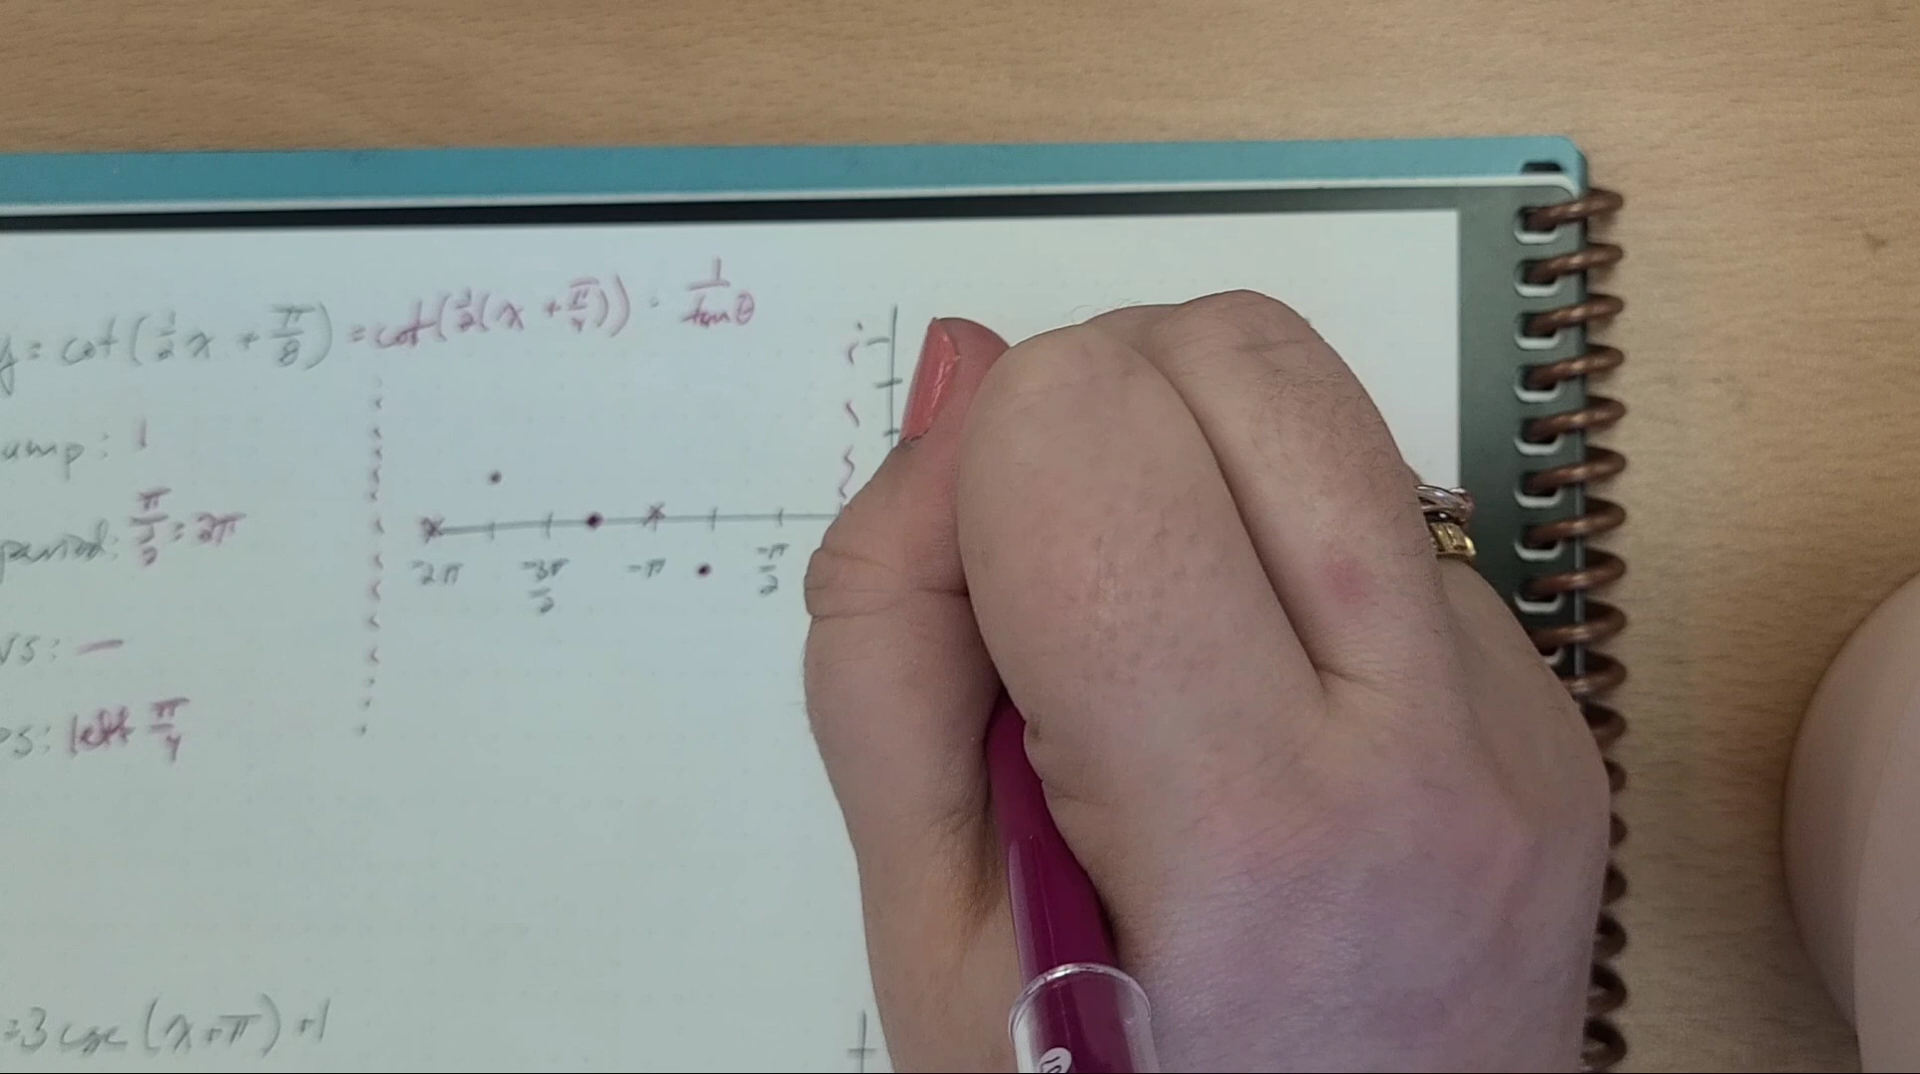 y = cot(1/2 x + π/8) = cot(1/2(x + π/4)) · 1/tanθ
amp: 1
period: π/(1/2) = 2π
-2π -3π/2 -π -π/2
VS: —
PS: left π/4
=3 csc(x+π)+1